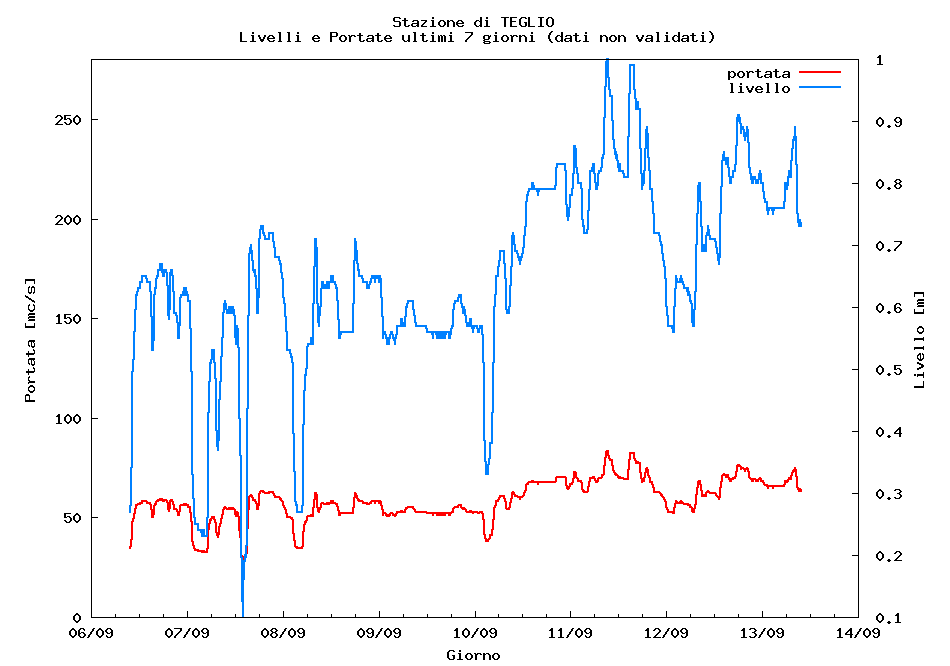 Stazione di TEGLIO
Livelli e Portate ultimi 7 giorni (dati non validati)
portata
livello
Portata [mc/s]
250
200
150
100
50
0
1
0.9
0.8
0.7
0.6
0.5
0.4
0.3
0.2
0.1
Livello [m]
06/09 07/09 08/09 09/09 10/09 11/09 12/09 13/09 14/09
Giorno